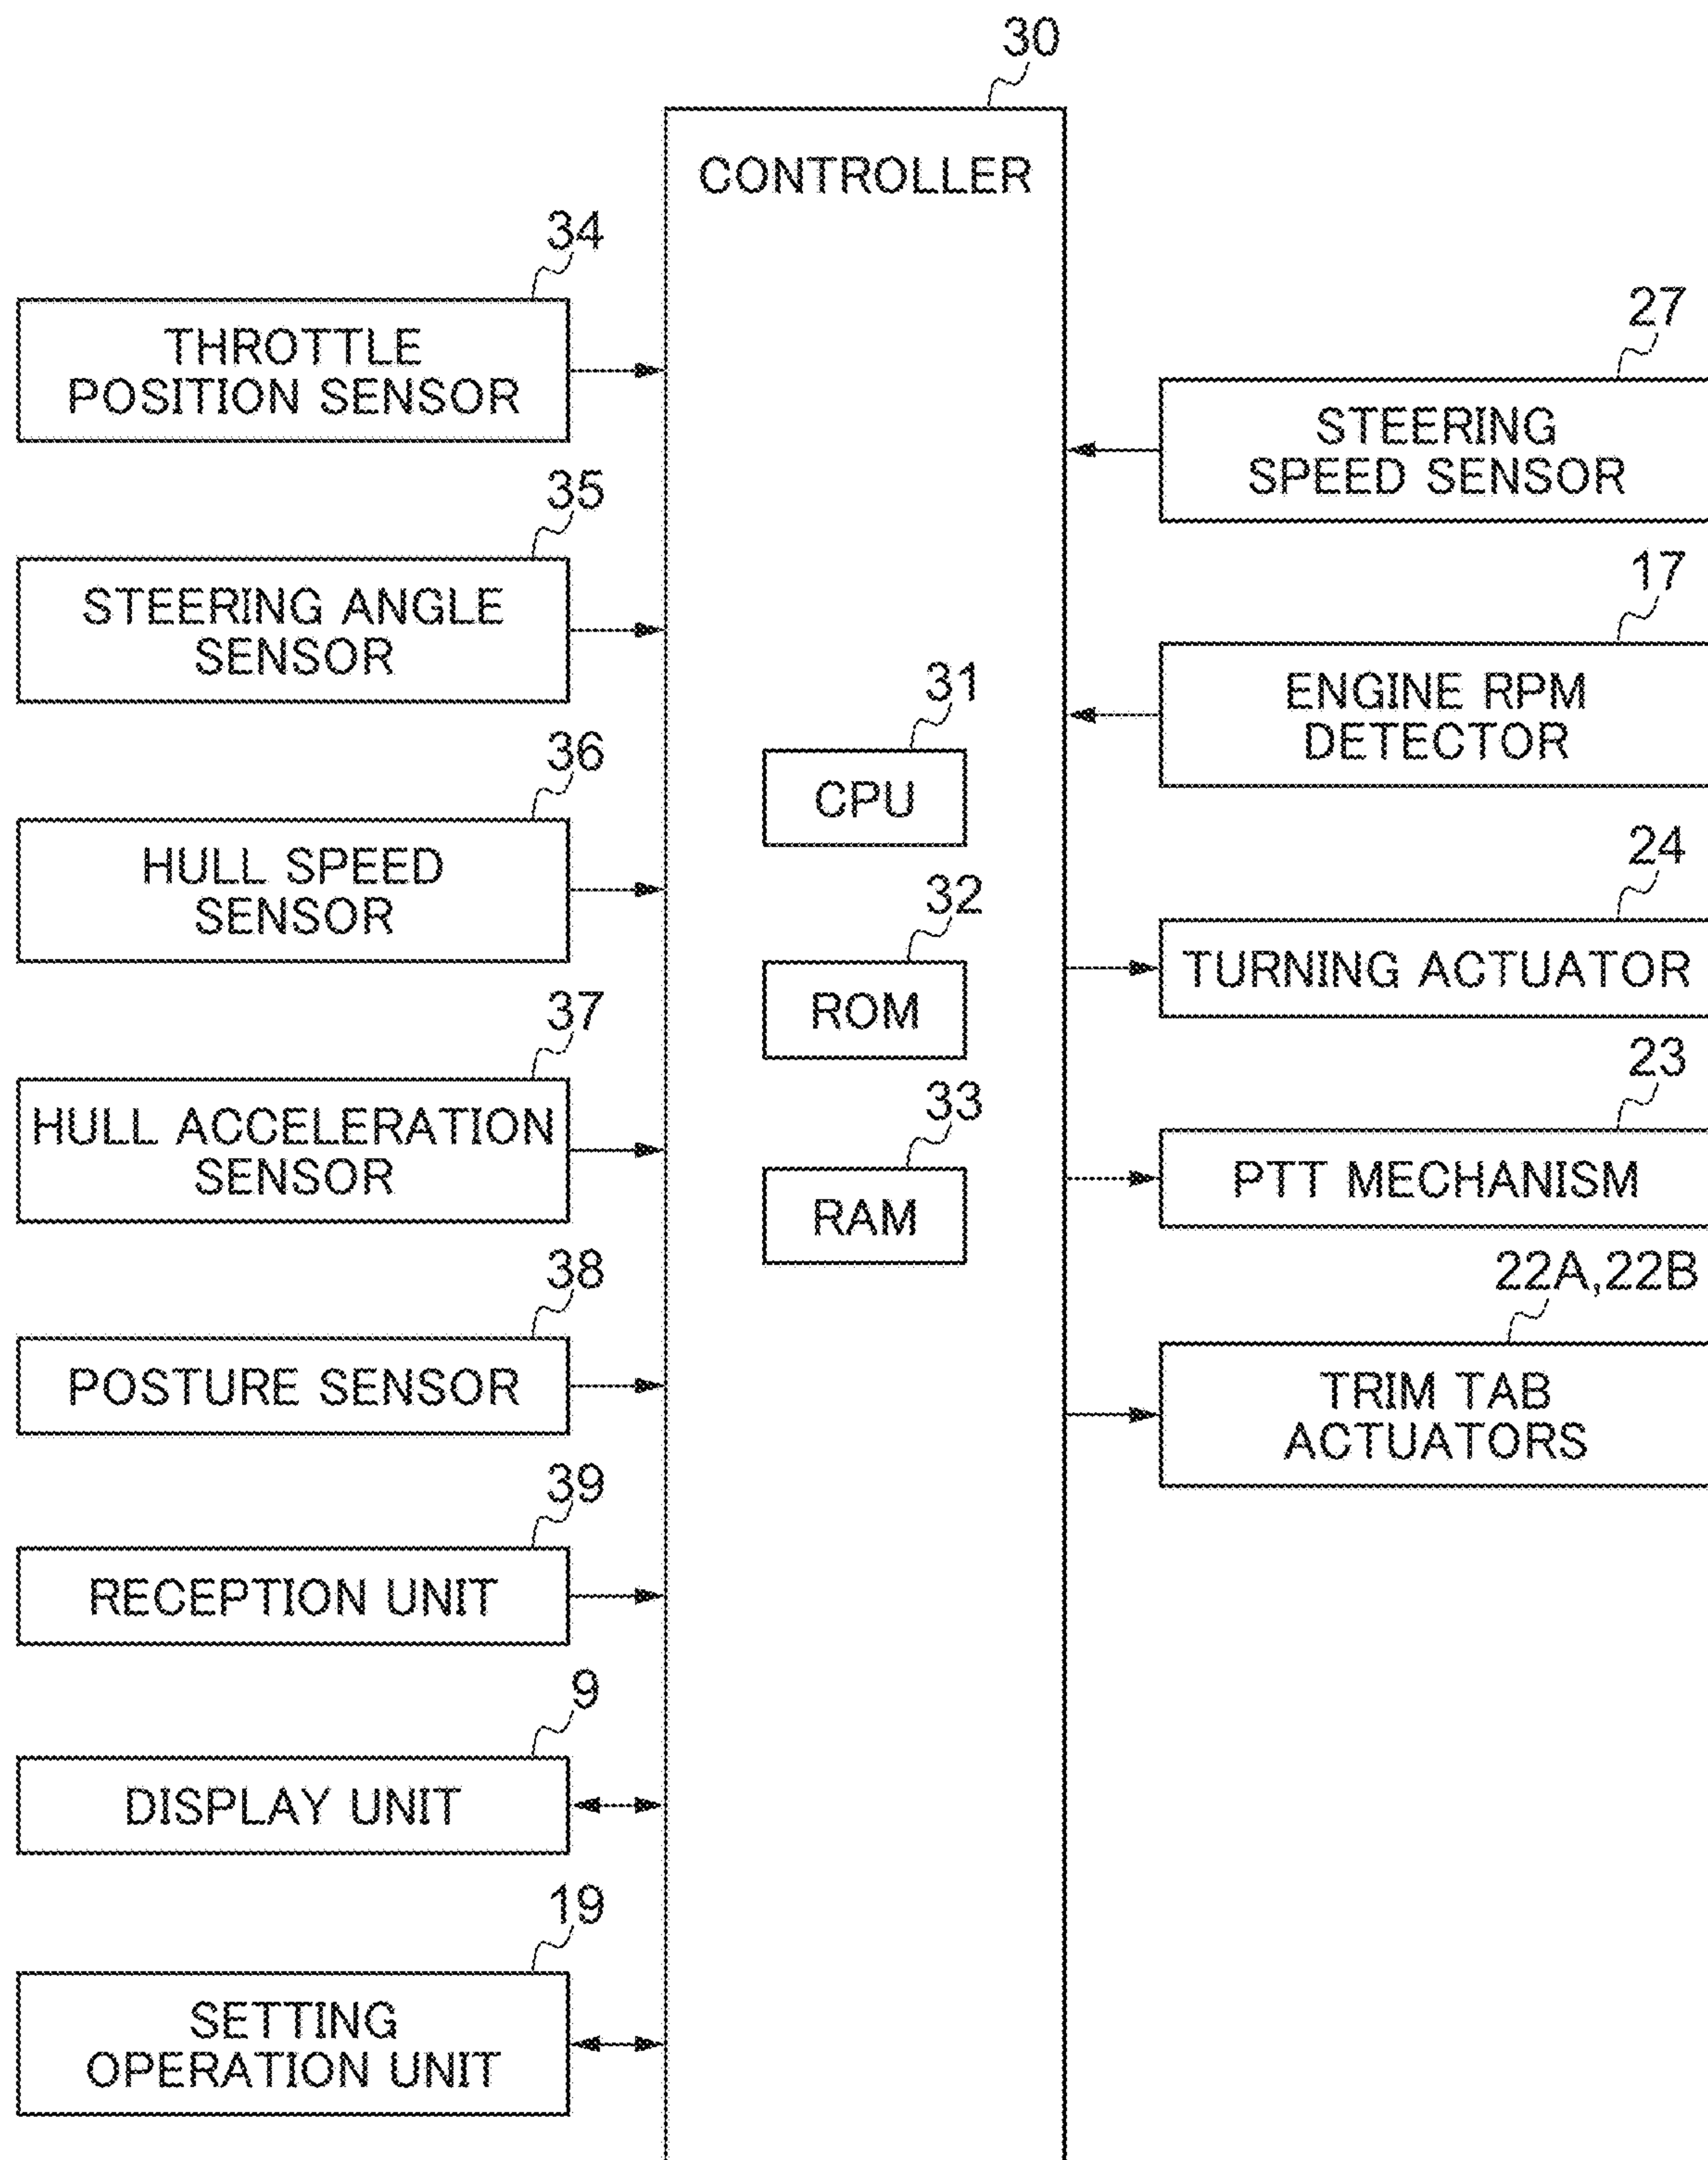 30
CONTROLLER
34
THROTTLE
POSITION SENSOR
35
STEERING ANGLE
SENSOR
36
HULL SPEED
SENSOR
37
HULL ACCELERATION
SENSOR
38
POSTURE SENSOR
39
RECEPTION UNIT
9
DISPLAY UNIT
19
SETTING
OPERATION UNIT
31
CPU
32
ROM
33
RAM
27
STEERING
SPEED SENSOR
17
ENGINE RPM
DETECTOR
24
TURNING ACTUATOR
23
PTT MECHANISM
22A,22B
TRIM TAB
ACTUATORS